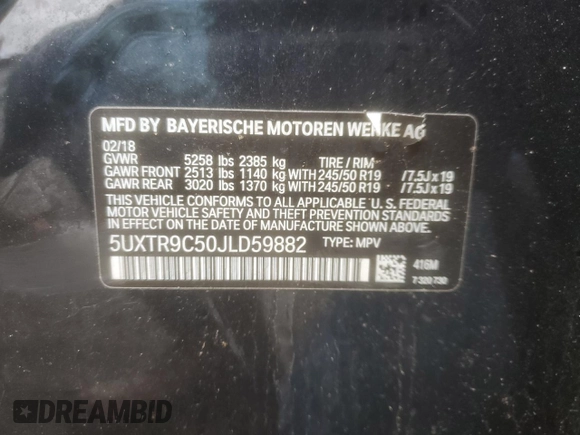 MFD BY BAYERISCHE MOTOREN WERKE AG
02/18
GVWR 5258 lbs 2385 kg TIRE / RIM
GAWR FRONT 2513 lbs 1140 kg WITH 245/50 R19 /7.5J x 19
GAWR REAR 3020 lbs 1370 kg WITH 245/50 R19 /7.5J x 19
THIS VEHICLE CONFORMS TO ALL APPLICABLE U. S. FEDERAL
MOTOR VEHICLE SAFETY AND THEFT PREVENTION STANDARDS
IN EFFECT ON THE DATE OF MANUFACTURE SHOWN ABOVE.
5UXTR9C50JLD59882 TYPE: MPV
416M
7 320 730
DREAMBID